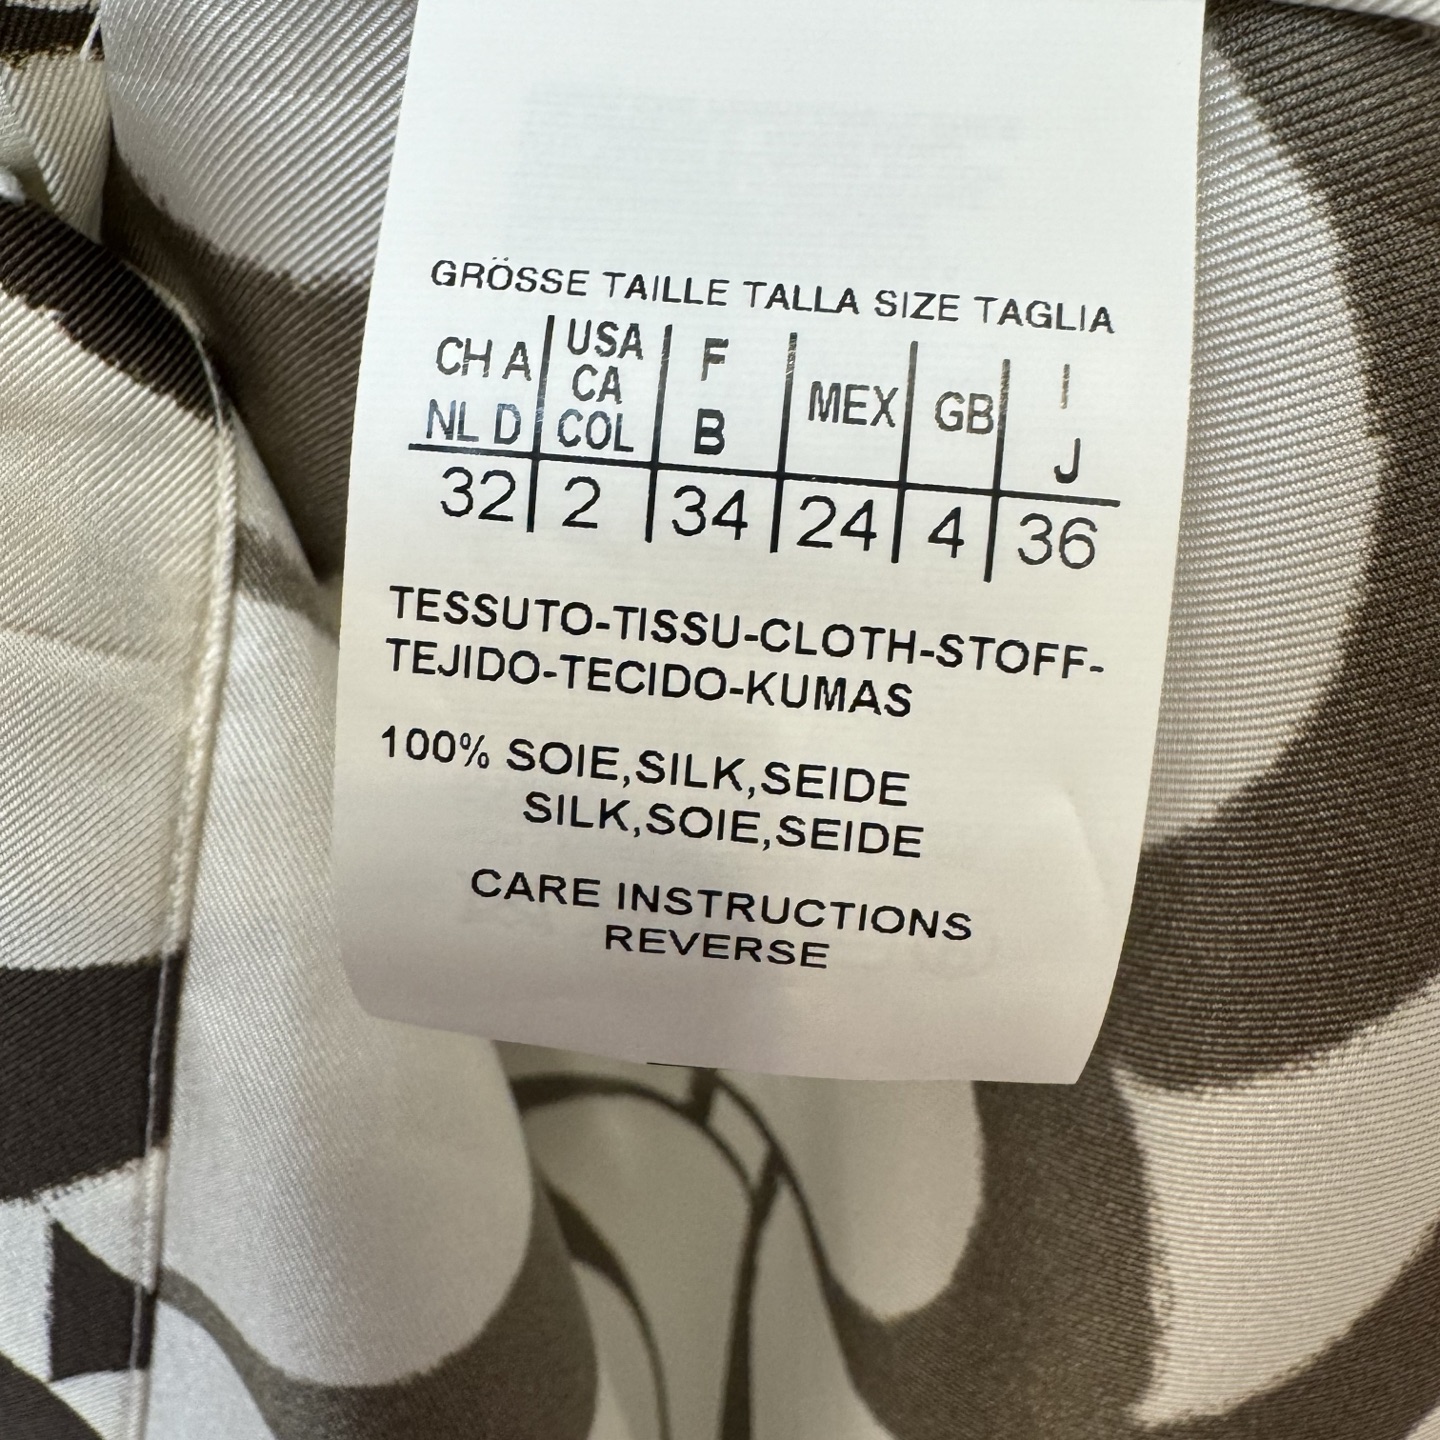 GRÖSSE TAILLE TALLA SIZE TAGLIA
CH A | USA | F | MEX | GB | I
CA
NL D | COL | B | J
32 | 2 | 34 | 24 | 4 | 36
TESSUTO-TISSU-CLOTH-STOFF-
TEJIDO-TECIDO-KUMAS
100% SOIE,SILK,SEIDE
SILK,SOIE,SEIDE
CARE INSTRUCTIONS
REVERSE